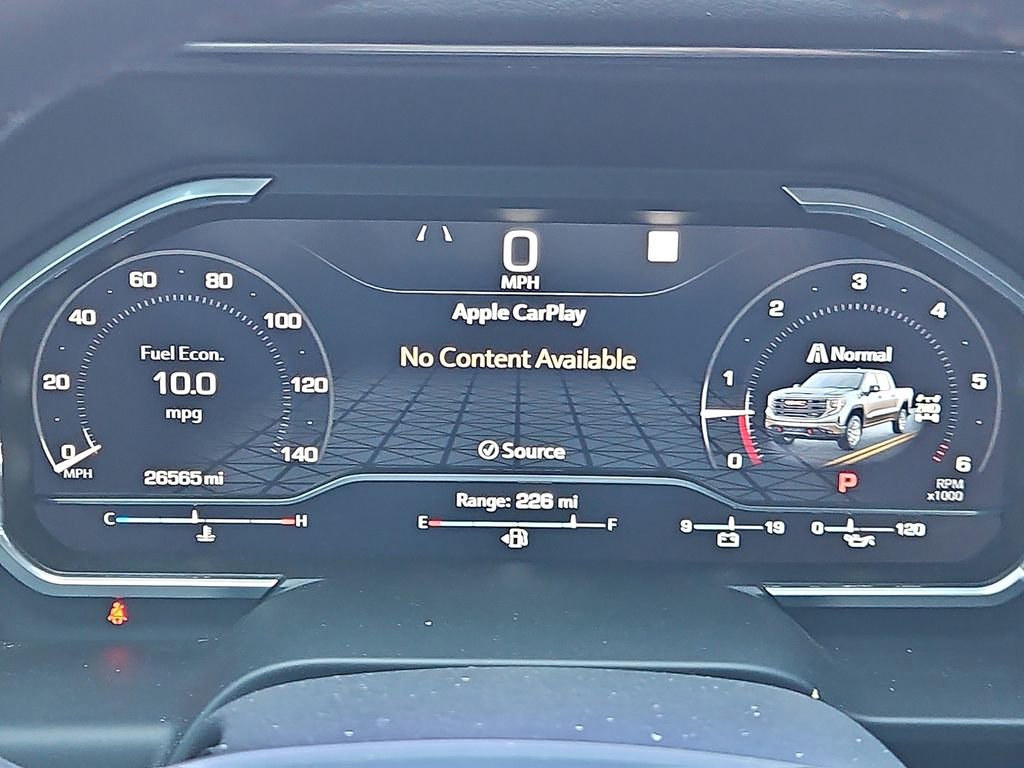 0
MPH
Apple CarPlay
No Content Available
Source
0
20
40
60
80
100
120
140
MPH
Fuel Econ.
10.0
mpg
26565 mi
0
1
2
3
4
5
6
Normal
P
RPM
x1000
Range: 226 mi
C H
E F
9 19
0 120